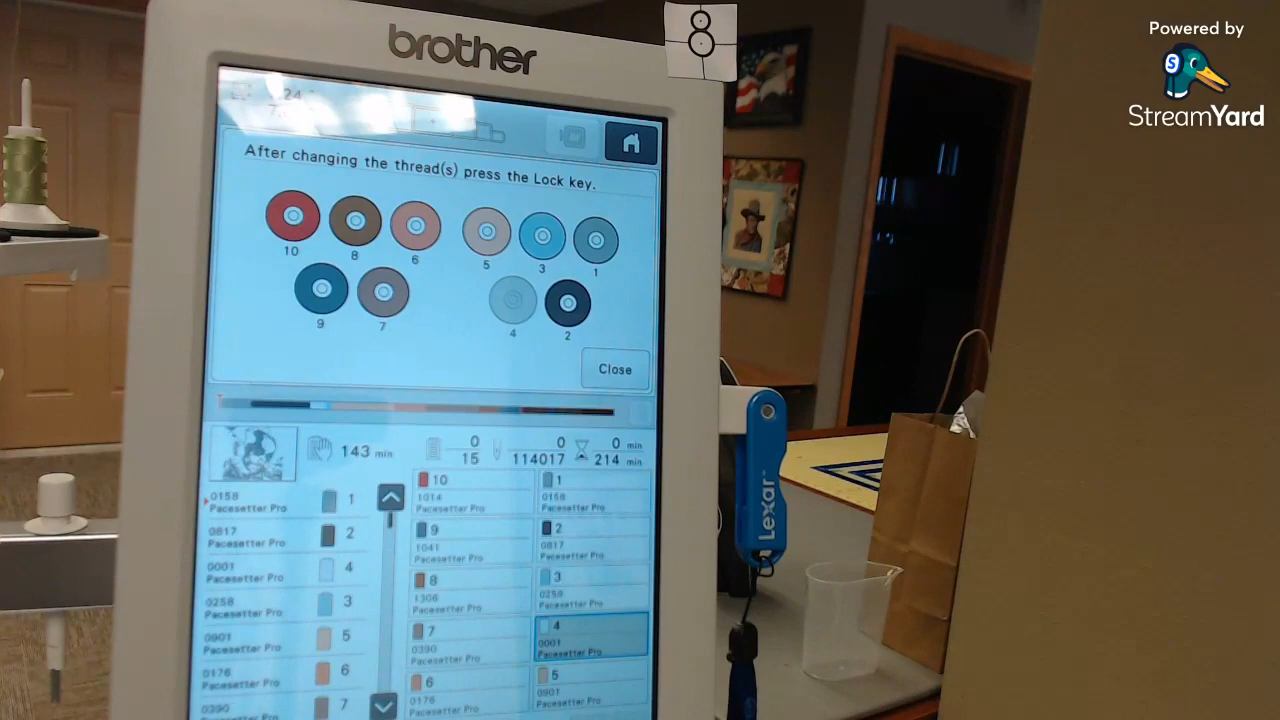 brother
8
Powered by
StreamYard
After changing the thread(s) press the Lock key.
10 8 6 5 3 1
9 7 4 2
Close
143 min
0
15
0
114017
0 min
214 min
0158 1
Pacesetter Pro
0817 2
Pacesetter Pro
0001 4
Pacesetter Pro
0258 3
Pacesetter Pro
0901 5
Pacesetter Pro
0176 6
Pacesetter Pro
0390 7
10
1014
Pacesetter Pro
9
1041
Pacesetter Pro
8
1306
Pacesetter Pro
7
0390
Pacesetter Pro
6
0176
Pacesetter Pro
1
0158
Pacesetter Pro
2
0817
Pacesetter Pro
3
0258
Pacesetter Pro
4
0001
Pacesetter Pro
5
0901
Pacesetter Pro
Lexar